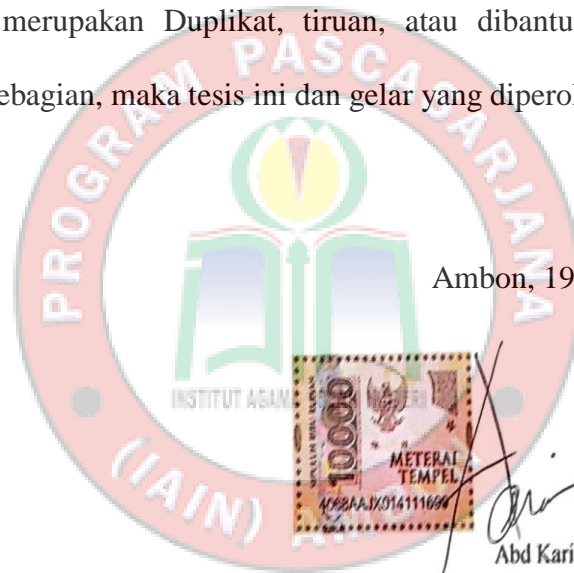 merupakan Duplikat, tiruan, atau dibantu
ebagian, maka tesis ini dan gelar yang diperol
PROGRAM PASCASARJANA
Ambon, 19
INSTITUT AGAMA
10000
METERAI
TEMPEL
(IAIN)
Abd Kari